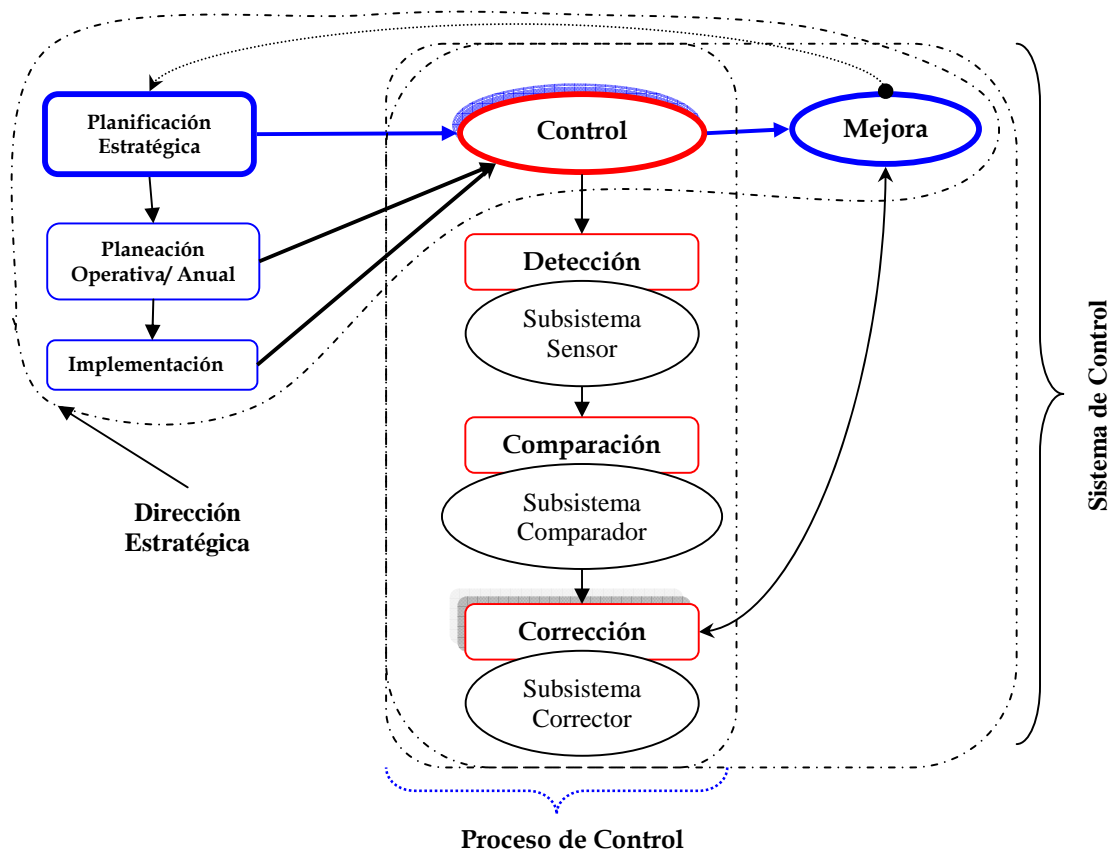 Planificación
Estratégica
Control
Mejora
Planeación
Operativa/ Anual
Implementación
Detección
Subsistema
Sensor
Comparación
Subsistema
Comparador
Corrección
Subsistema
Corrector
Dirección
Estratégica
Sistema de Control
Proceso de Control